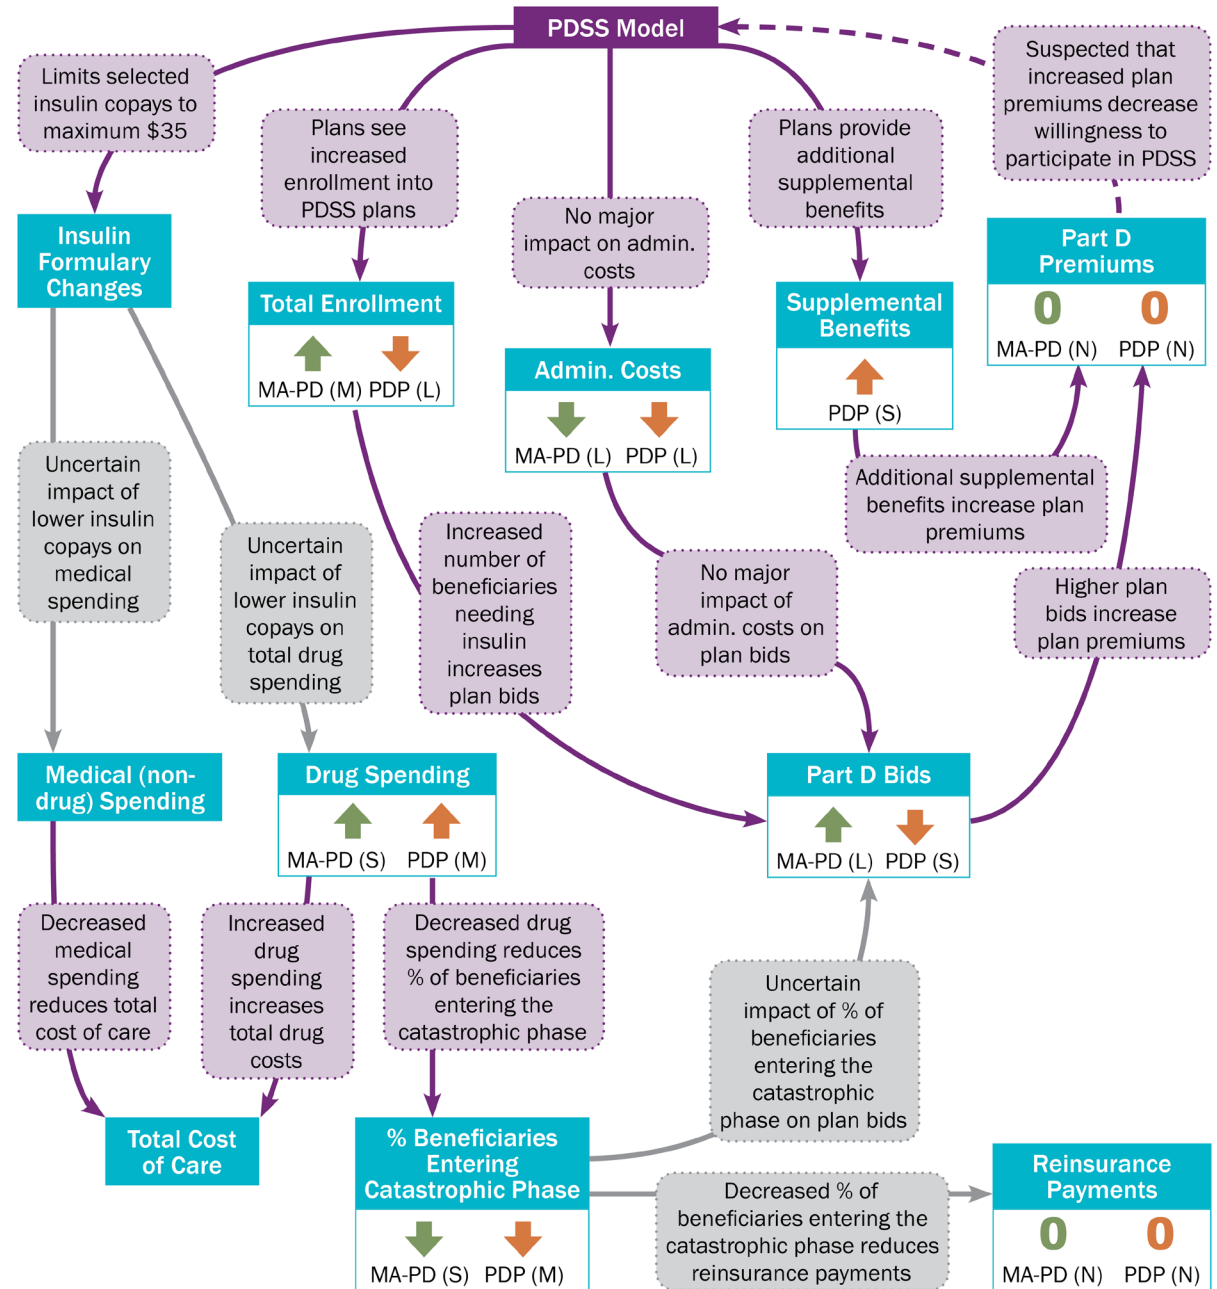 PDSS Model
Limits selected
insulin copays to
maximum $35
Plans see
increased
enrollment into
PDSS plans
No major
impact on admin.
costs
Plans provide
additional
supplemental
benefits
Suspected that
increased plan
premiums decrease
willingness to
participate in PDSS
Insulin
Formulary
Changes
Total Enrollment
MA-PD (M) PDP (L)
Admin. Costs
MA-PD (L) PDP (L)
Supplemental
Benefits
PDP (S)
Part D
Premiums
0 0
MA-PD (N) PDP (N)
Uncertain
impact of
lower insulin
copays on
medical
spending
Uncertain
impact of
lower insulin
copays on
total drug
spending
Increased
number of
beneficiaries
needing
insulin
increases
plan bids
No major
impact of
admin. costs on
plan bids
Additional supplemental
benefits increase plan
premiums
Higher plan
bids increase
plan premiums
Medical (non-
drug) Spending
Drug Spending
MA-PD (S) PDP (M)
Part D Bids
MA-PD (L) PDP (S)
Decreased
medical
spending
reduces total
cost of care
Increased
drug
spending
increases
total drug
costs
Decreased drug
spending reduces
% of beneficiaries
entering the
catastrophic phase
Uncertain
impact of % of
beneficiaries
entering the
catastrophic
phase on plan bids
Total Cost
of Care
% Beneficiaries
Entering
Catastrophic Phase
MA-PD (S) PDP (M)
Decreased % of
beneficiaries entering the
catastrophic phase reduces
reinsurance payments
Reinsurance
Payments
0 0
MA-PD (N) PDP (N)